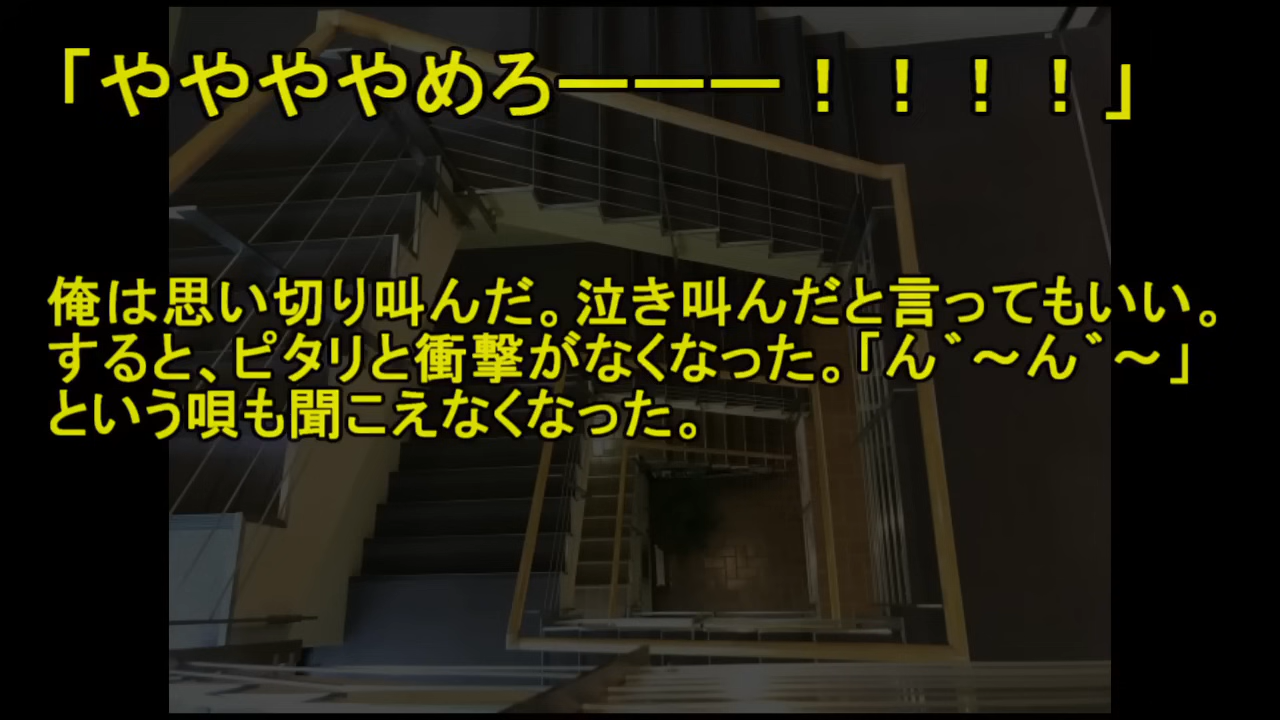 「ややややめろーーー！！！！」
俺は思い切り叫んだ。泣き叫んだと言ってもいい。
すると、ピタリと衝撃がなくなった。「ん゛～ん゛～」
という唄も聞こえなくなった。